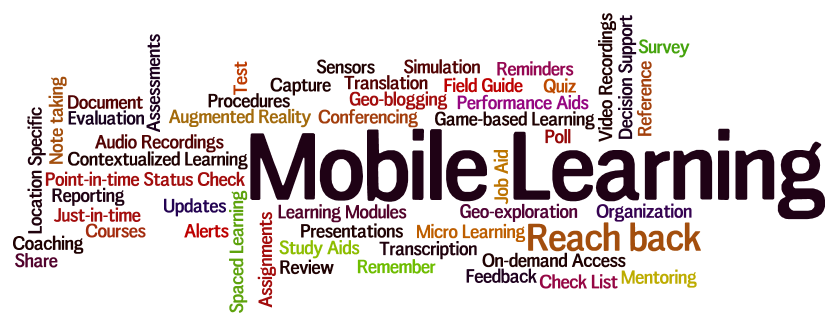 Sensors
Simulation
Reminders
Video Recordings
Decision Support
Survey
Assessments
Test
Capture
Translation
Field Guide
Quiz
Reference
Note taking
Document
Procedures
Geo-blogging
Performance Aids
Location Specific
Evaluation
Augmented Reality
Conferencing
Game-based Learning
Audio Recordings
Poll
Contextualized Learning
Mobile Learning
Job Aid
Point-in-time Status Check
Reporting
Updates
Spaced Learning
Learning Modules
Geo-exploration
Organization
Just-in-time
Courses
Alerts
Assignments
Presentations
Micro Learning
Reach back
Coaching
Study Aids
Transcription
Share
Review
Remember
On-demand Access
Feedback
Check List
Mentoring